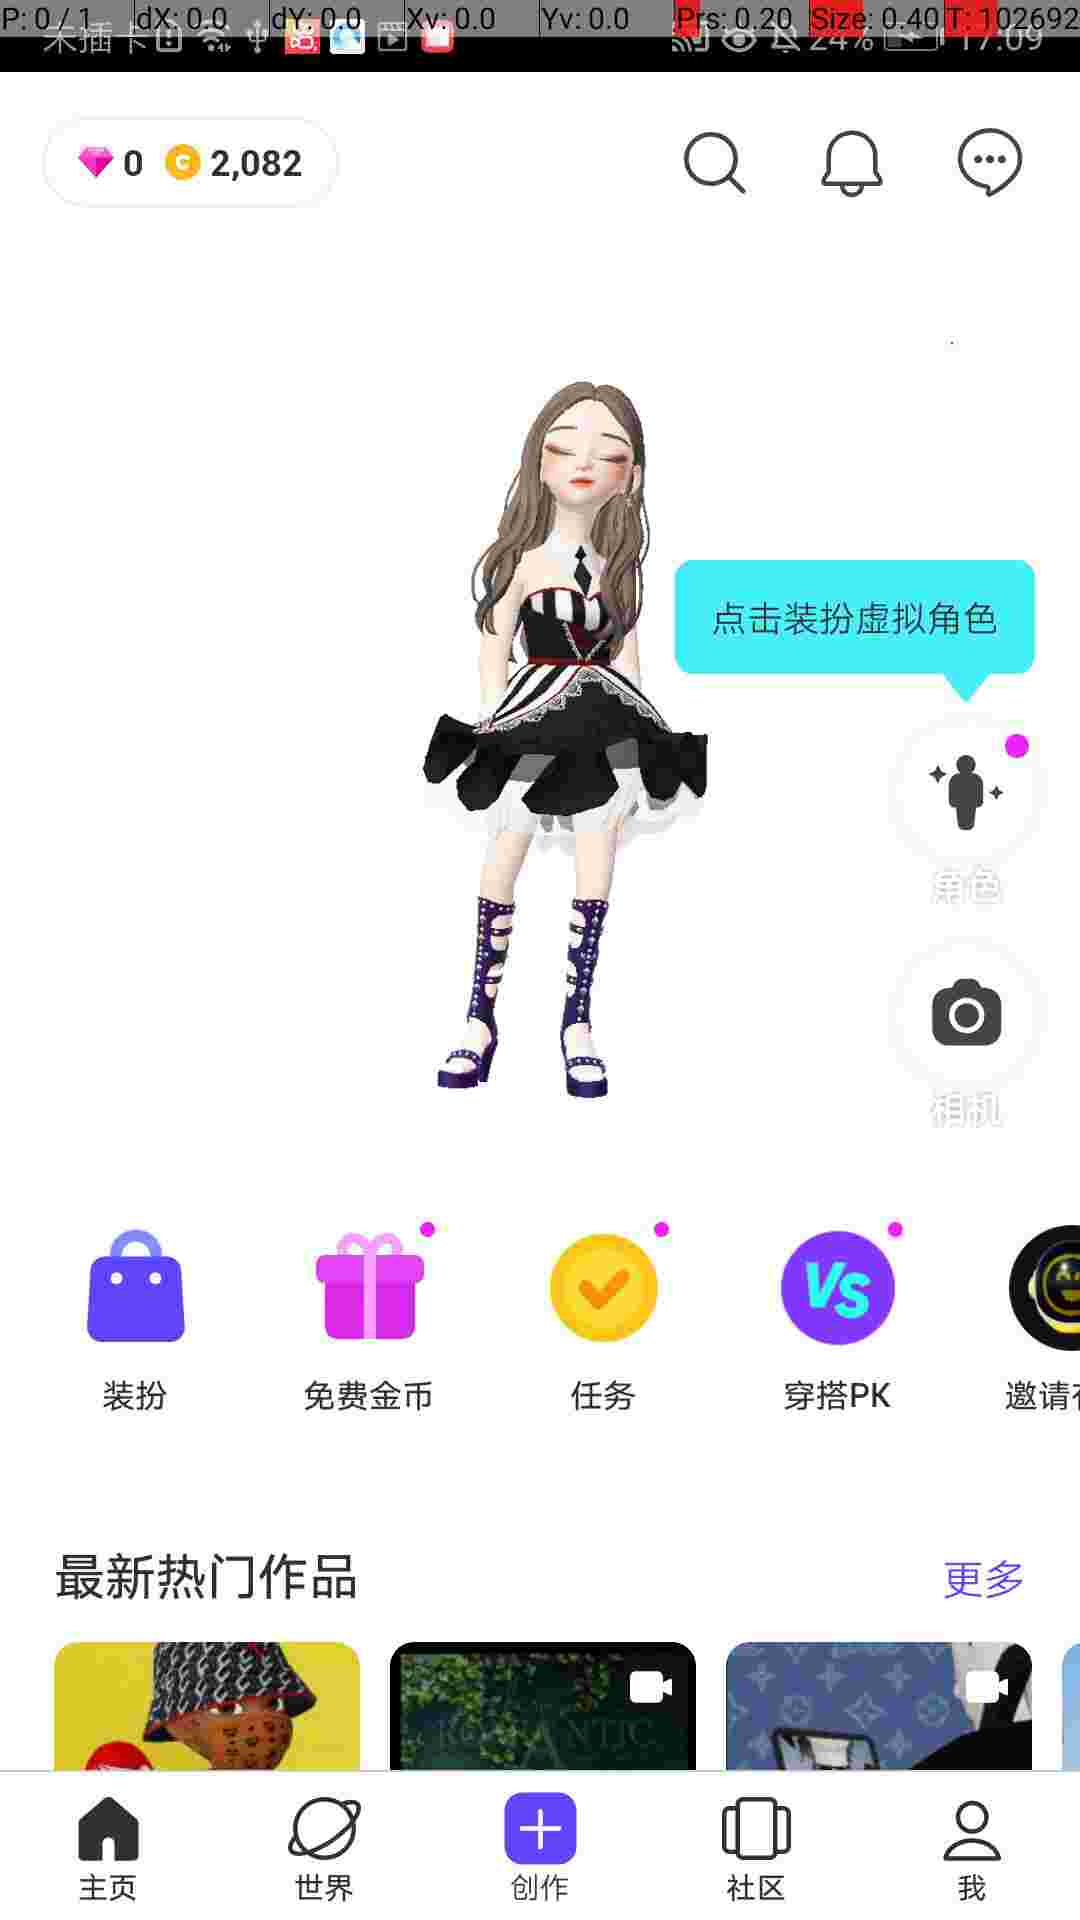 P: 0 / 1 dX: 0.0 dY: 0.0 Xv: 0.0 Yv: 0.0 Prs: 0.20 Size: 0.40 T: 102692
未插卡 24% 17:09
0 2,082
点击装扮虚拟角色
角色
相机
VS
装扮 免费金币 任务 穿搭PK 邀请
最新热门作品 更多
ROMANTIC
主页 世界 创作 社区 我